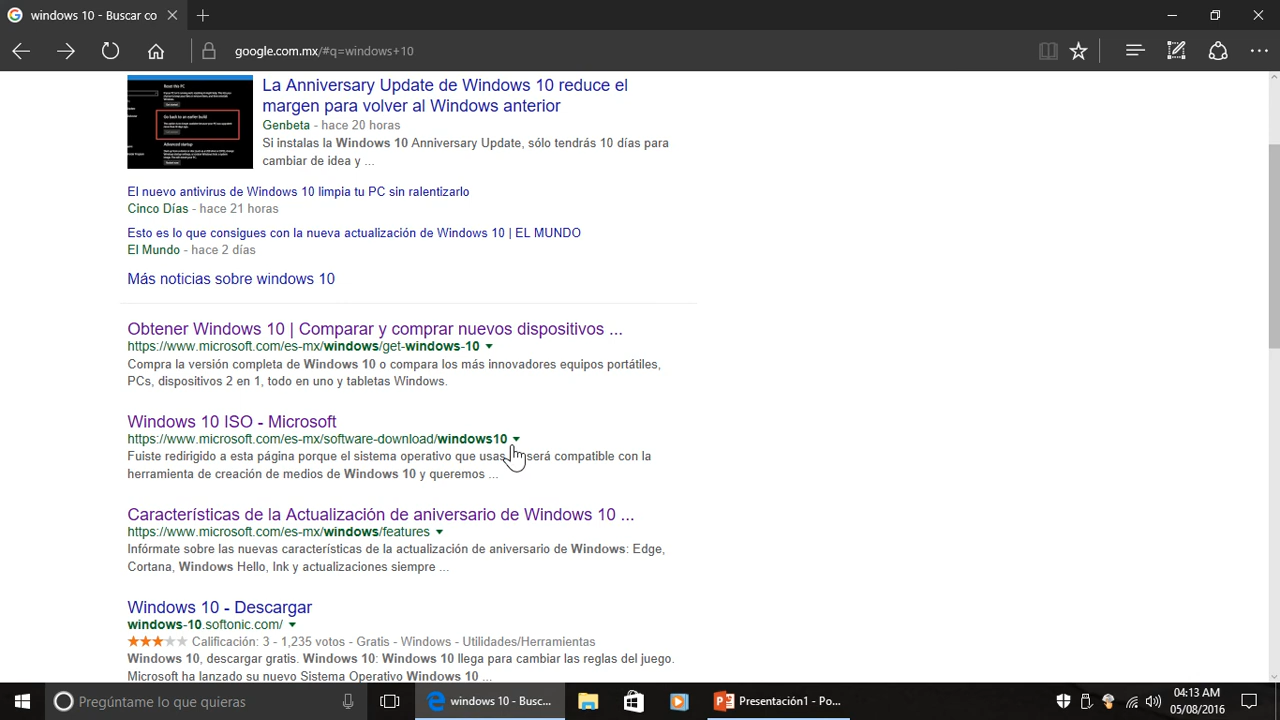 windows 10 - Buscar co
google.com.mx/#q=windows+10
La Anniversary Update de Windows 10 reduce el
margen para volver al Windows anterior
Genbeta - hace 20 horas
Si instalas la Windows 10 Anniversary Update, sólo tendrás 10 días para
cambiar de idea y...
Reset this PC
Go back to an earlier build
Advanced startup
El nuevo antivirus de Windows 10 limpia tu PC sin ralentizarlo
Cinco Días - hace 21 horas
Esto es lo que consigues con la nueva actualización de Windows 10 | EL MUNDO
El Mundo - hace 2 días
Más noticias sobre windows 10
Obtener Windows 10 | Comparar y comprar nuevos dispositivos ...
https://www.microsoft.com/es-mx/windows/get-windows-10
Compra la versión completa de Windows 10 o compara los más innovadores equipos portátiles,
PCs, dispositivos 2 en 1, todo en uno y tabletas Windows.
Windows 10 ISO - Microsoft
https://www.microsoft.com/es-mx/software-download/windows10
Fuiste redirigido a esta página porque el sistema operativo que usas será compatible con la
herramienta de creación de medios de Windows 10 y queremos ...
Características de la Actualización de aniversario de Windows 10 ...
https://www.microsoft.com/es-mx/windows/features
Infórmate sobre las nuevas características de la actualización de aniversario de Windows: Edge,
Cortana, Windows Hello, Ink y actualizaciones siempre ...
Windows 10 - Descargar
windows-10.softonic.com/
Calificación: 3 - 1,235 votos - Gratis - Windows - Utilidades/Herramientas
Windows 10, descargar gratis. Windows 10: Windows 10 llega para cambiar las reglas del juego.
Microsoft ha lanzado su nuevo Sistema Operativo Windows 10 ...
Pregúntame lo que quieras
windows 10 - Busc...
Presentación1 - Po...
04:13 AM
05/08/2016